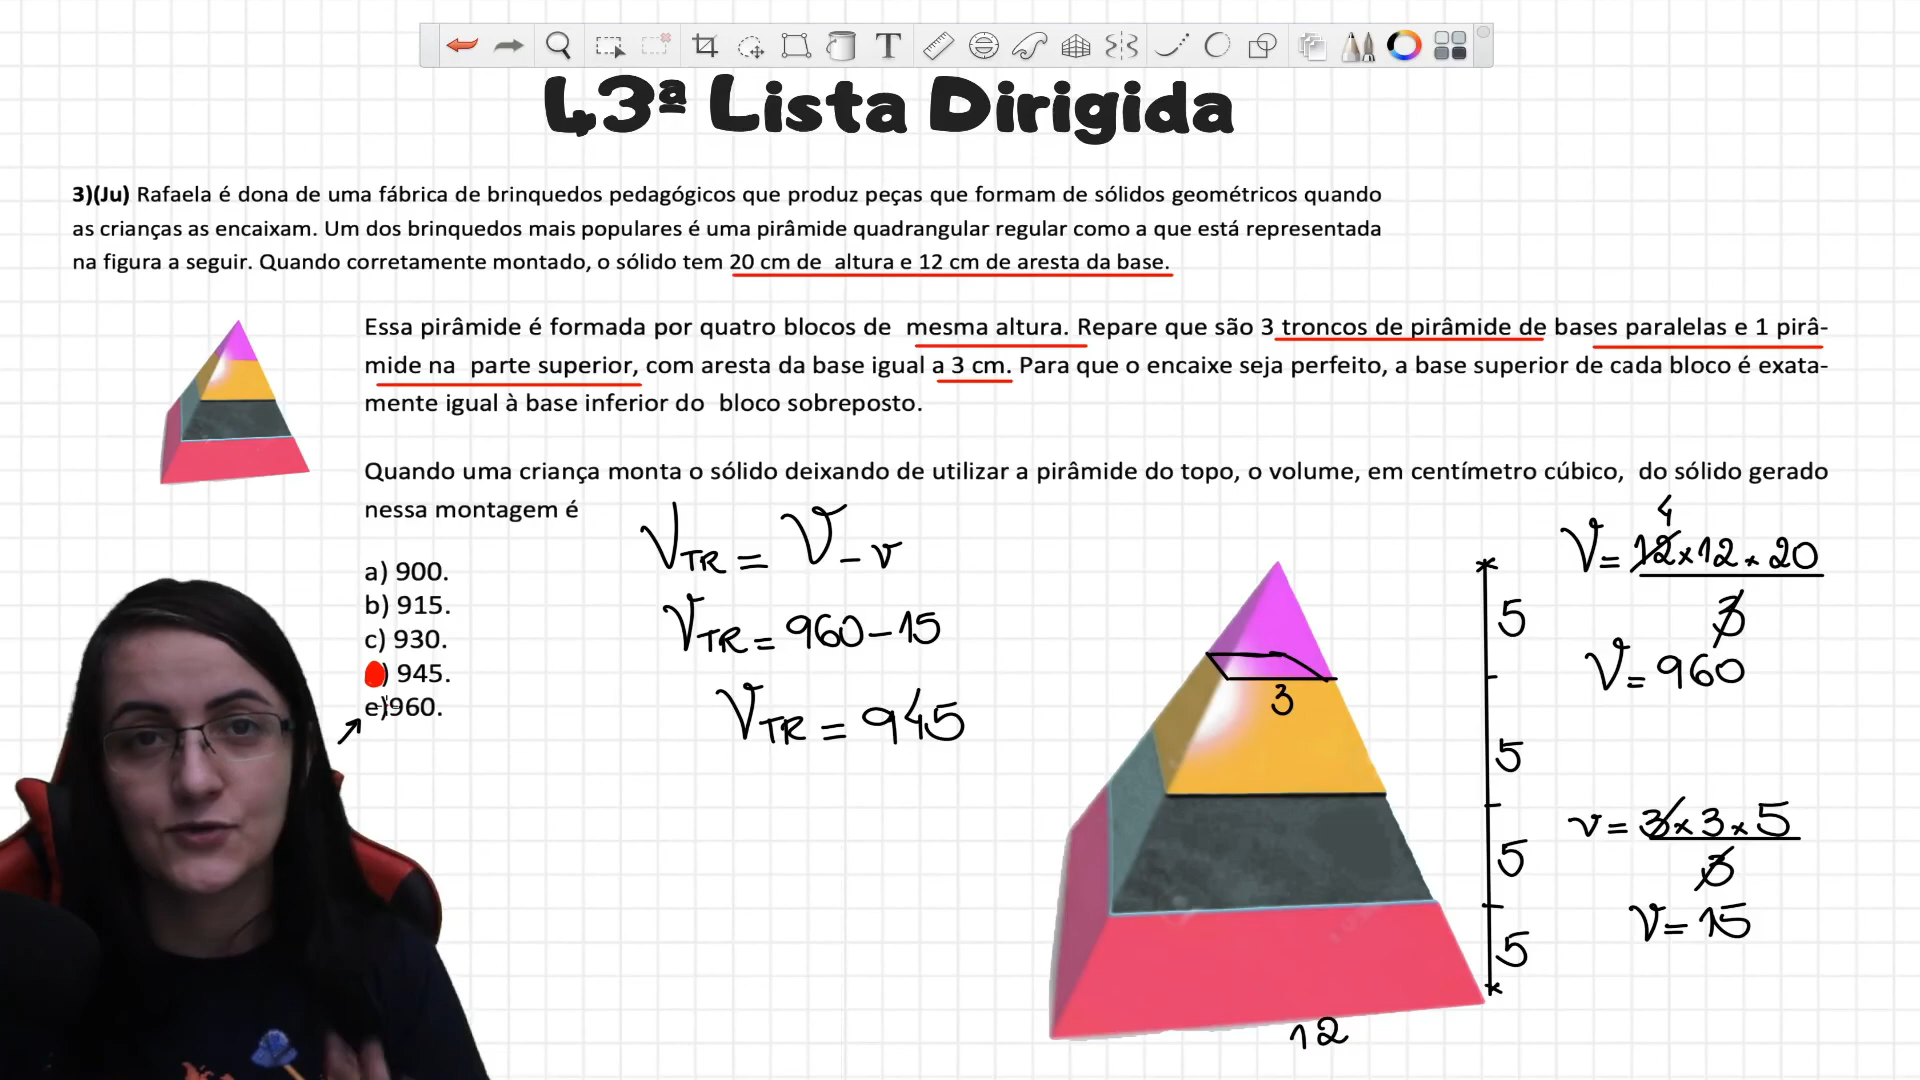 43ª Lista Dirigida
3)(Ju) Rafaela é dona de uma fábrica de brinquedos pedagógicos que produz peças que formam de sólidos geométricos quando
as crianças as encaixam. Um dos brinquedos mais populares é uma pirâmide quadrangular regular como a que está representada
na figura a seguir. Quando corretamente montado, o sólido tem 20 cm de altura e 12 cm de aresta da base.
Essa pirâmide é formada por quatro blocos de mesma altura. Repare que são 3 troncos de pirâmide de bases paralelas e 1 pirâ-
mide na parte superior, com aresta da base igual a 3 cm. Para que o encaixe seja perfeito, a base superior de cada bloco é exata-
mente igual à base inferior do bloco sobreposto.
Quando uma criança monta o sólido deixando de utilizar a pirâmide do topo, o volume, em centímetro cúbico, do sólido gerado
nessa montagem é
a) 900.
b) 915.
c) 930.
) 945.
e)960.
VTR = V - v
VTR = 960 - 15
VTR = 945
3
12
5
5
5
5
4
V = 12 x 12 x 20
3
V = 960
v = 3 x 3 x 5
3
v = 15